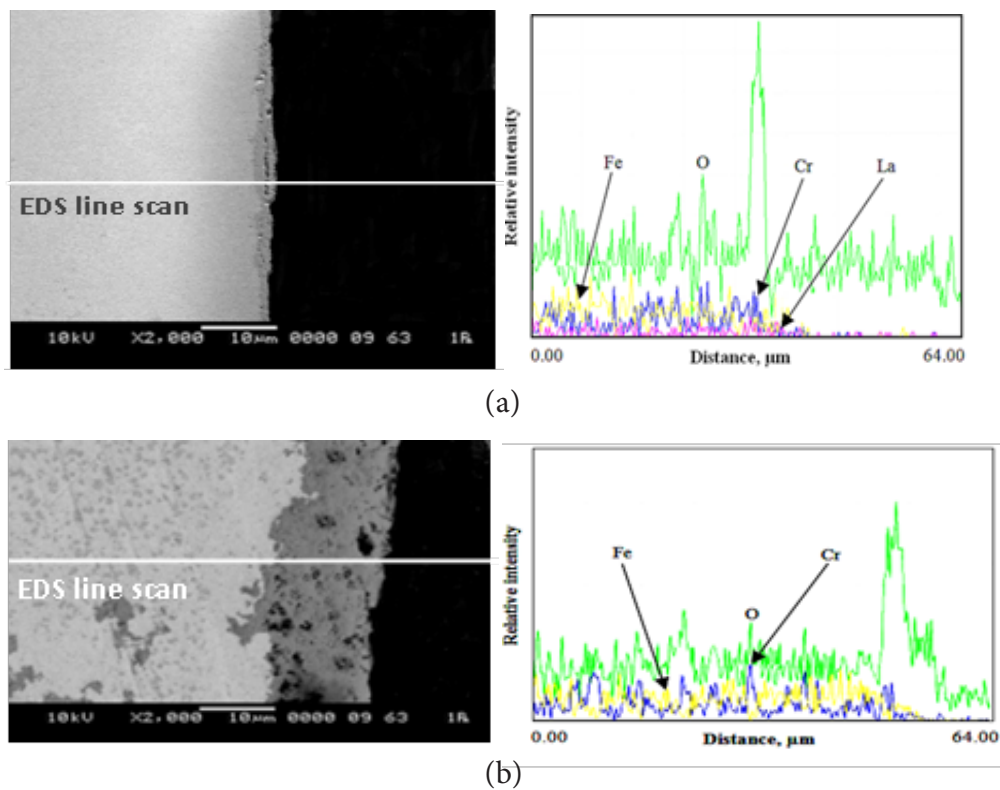 EDS line scan
10kV X2,000 10µm 0000 09 63 1R
Relative intensity
Fe O Cr La
0.00 Distance, µm 64.00
(a)
EDS line scan
10kV X2,000 10µm 0000 09 63 1R
Relative intensity
Fe O Cr
0.00 Distance, µm 64.00
(b)